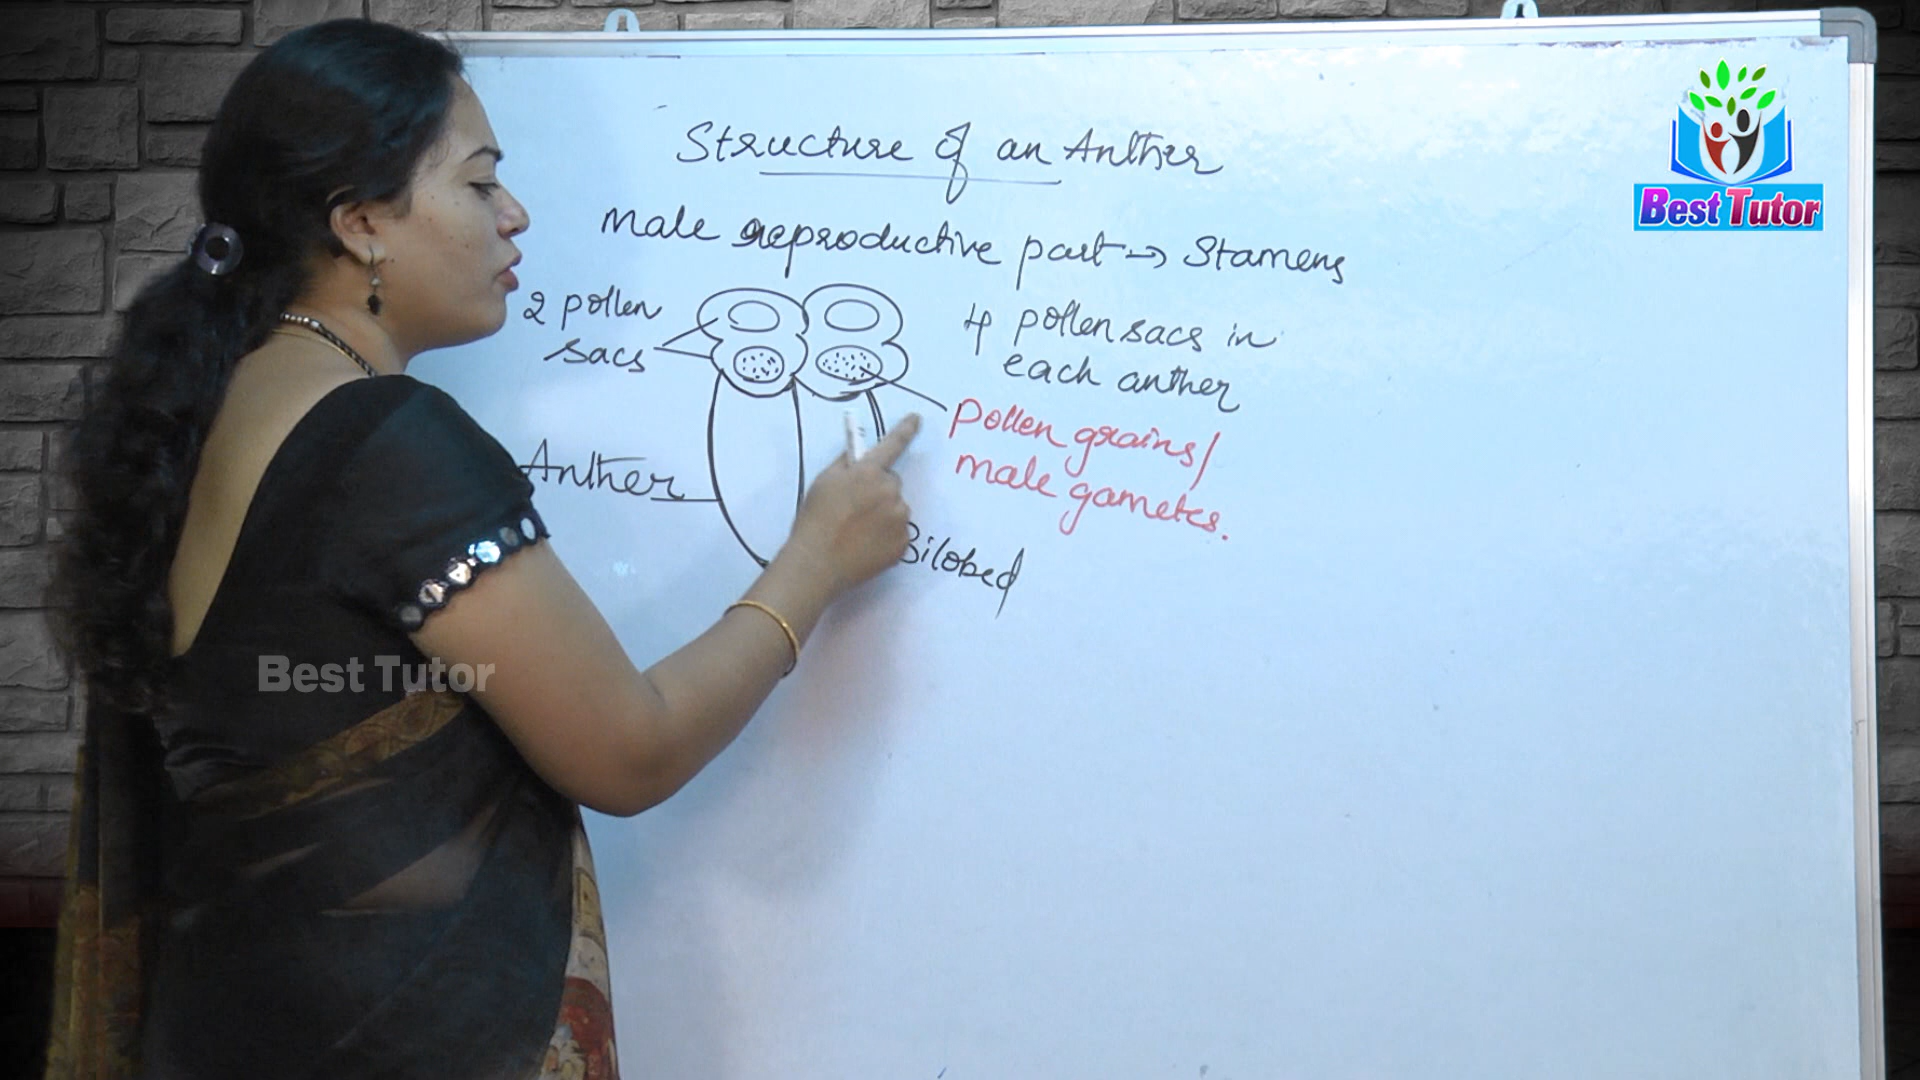 Structure of an Anther
Male reproductive part → Stamens
2 pollen
sacs
4 pollen sacs in
each anther
Pollen grains/
male gametes.
Anther
Bilobed
Best Tutor
Best Tutor